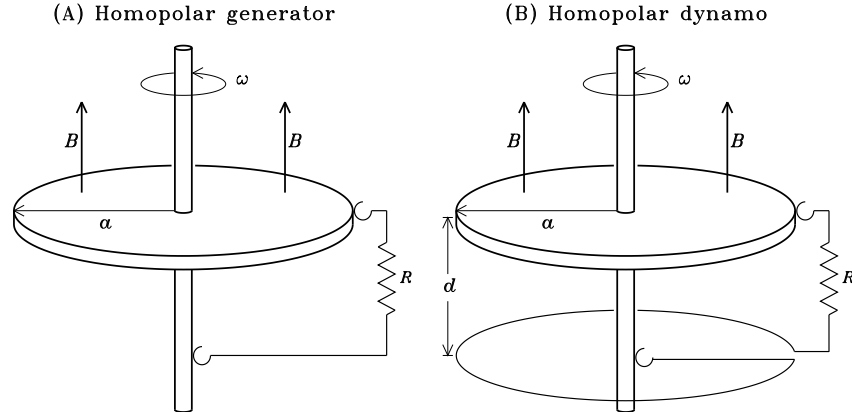 (A) Homopolar generator
(B) Homopolar dynamo
ω
B
B
a
R
ω
B
B
a
d
R